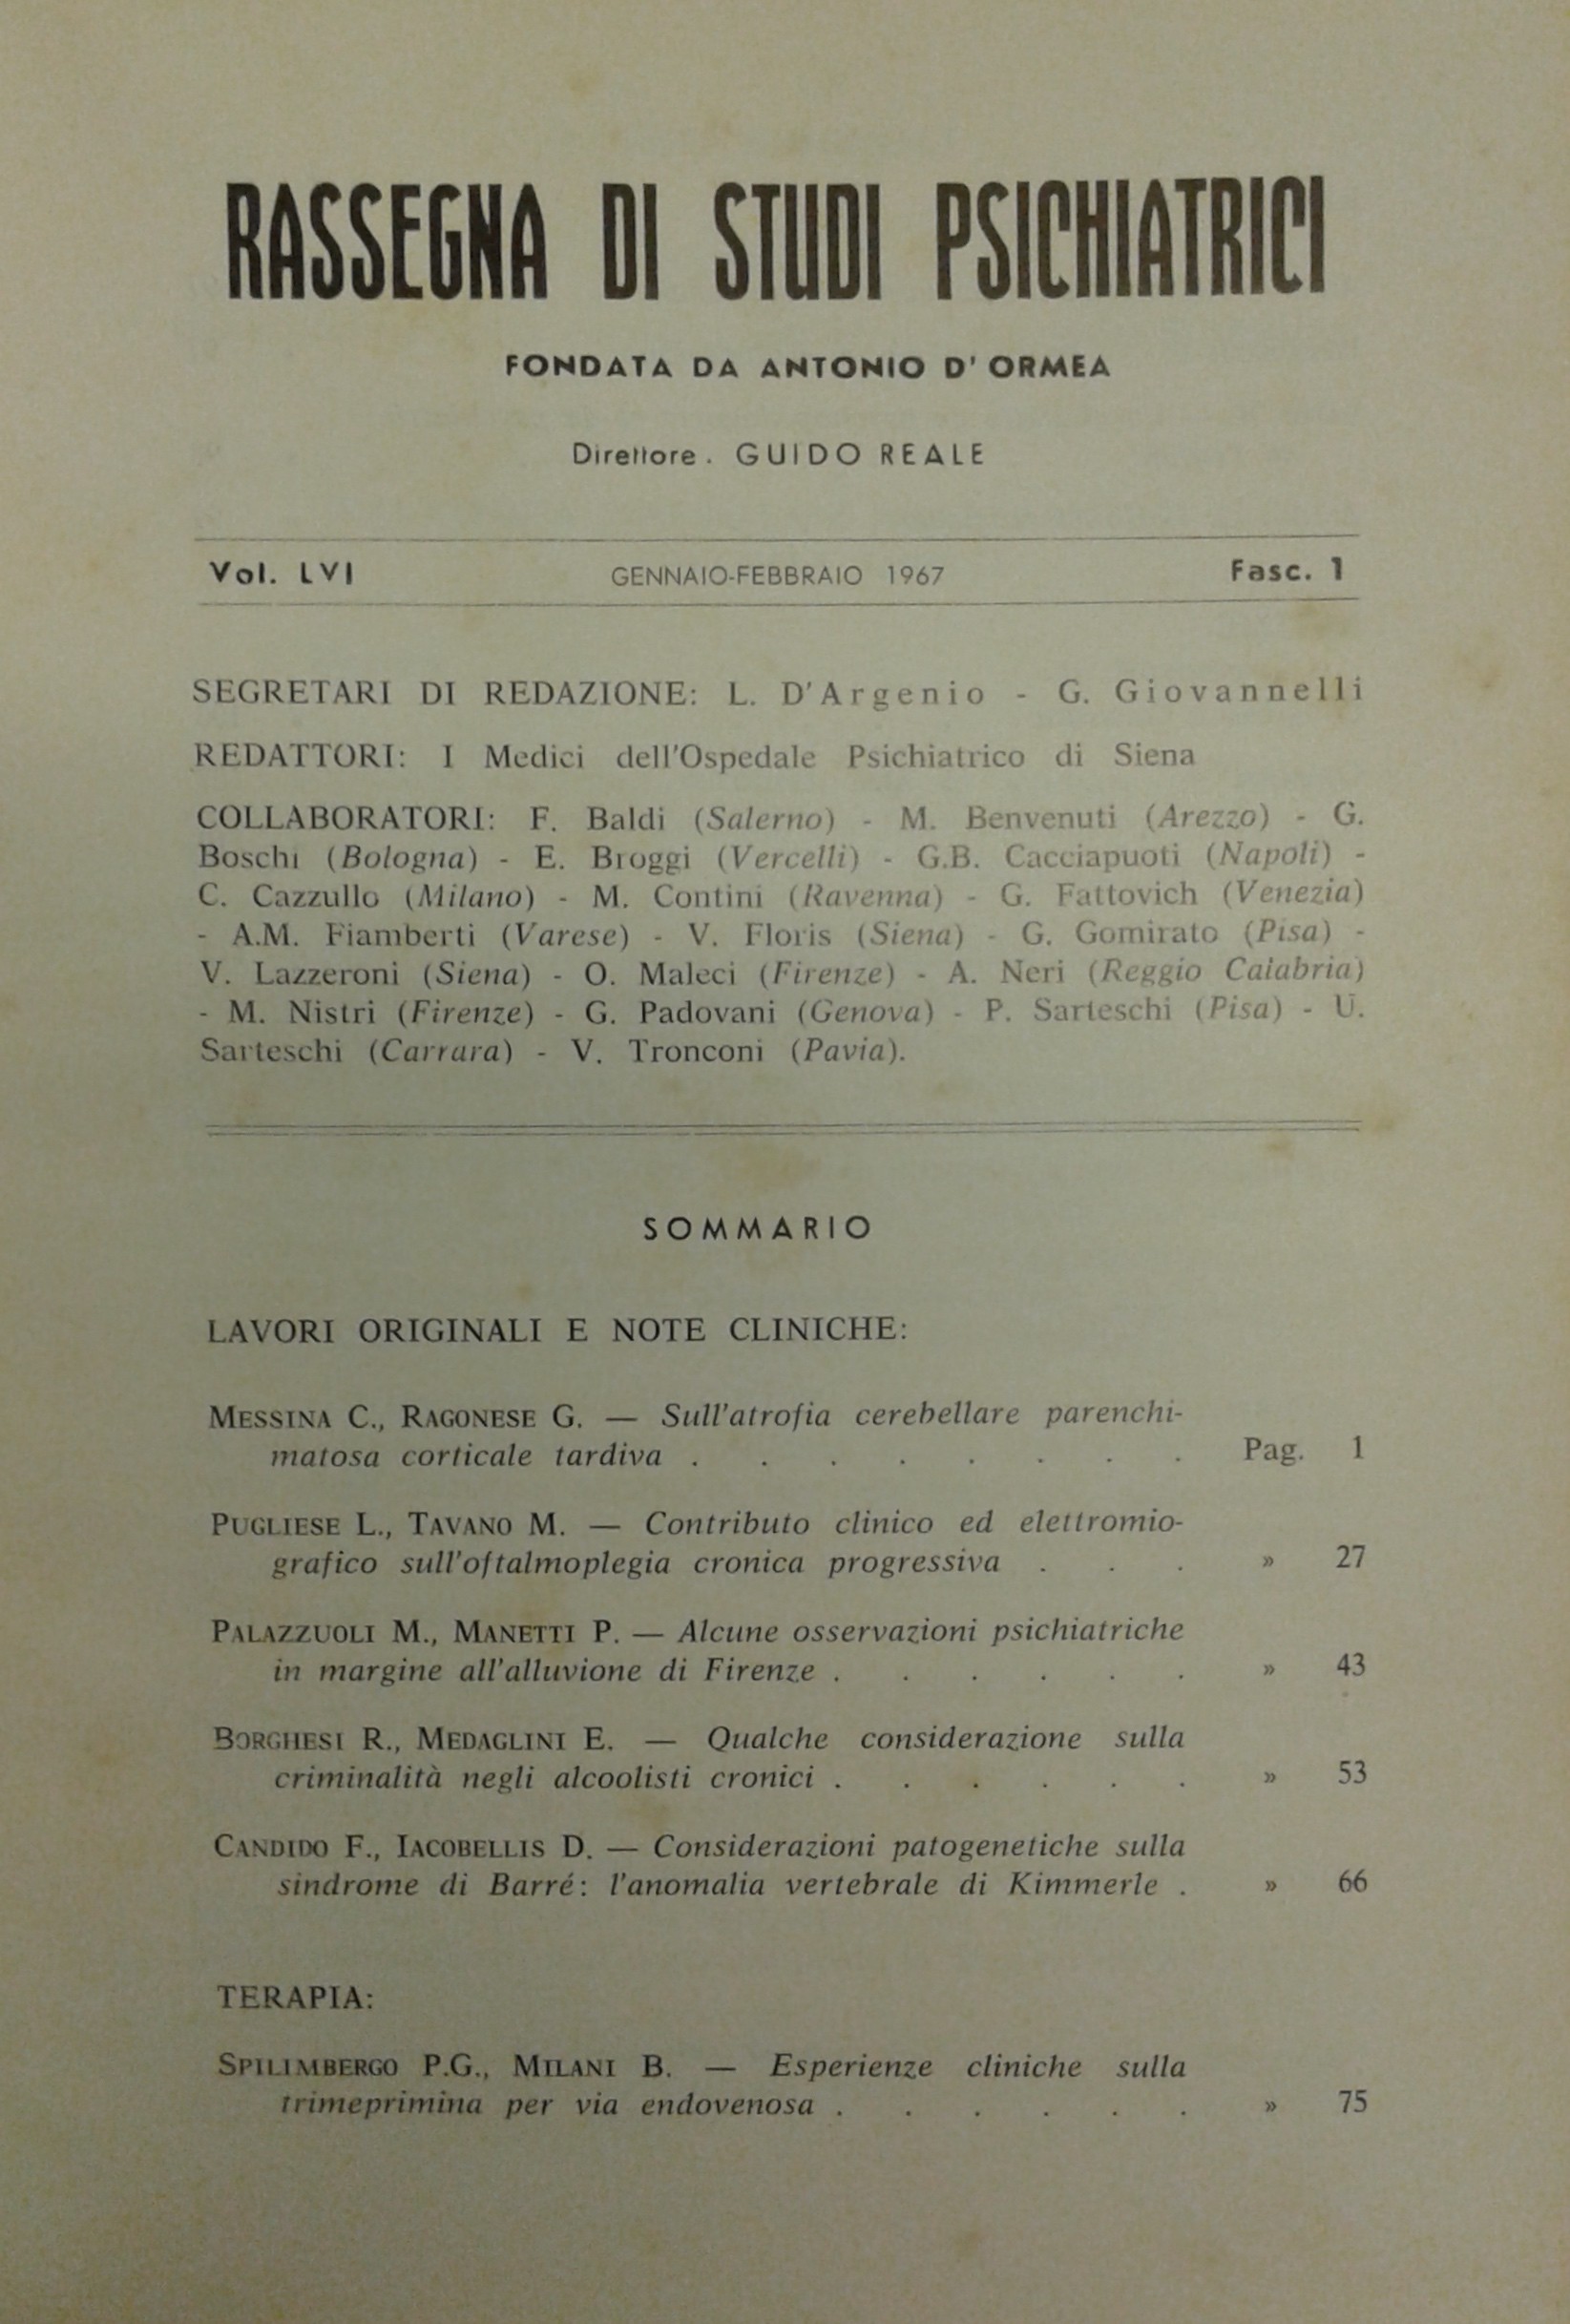 RASSEGNA DI STUDI PSICHIATRICI
FONDATA DA ANTONIO D' ORMEA
Direttore. GUIDO REALE
Vol. LVI GENNAIO-FEBBRAIO 1967 Fasc. 1
SEGRETARI DI REDAZIONE: L. D'Argenio - G. Giovannelli
REDATTORI: I Medici dell'Ospedale Psichiatrico di Siena
COLLABORATORI: F. Baldi (Salerno) - M. Benvenuti (Arezzo) - G.
Boschi (Bologna) - E. Broggi (Vercelli) - G.B. Cacciapuoti (Napoli) -
C. Cazzullo (Milano) - M. Contini (Ravenna) - G. Fattovich (Venezia)
- A.M. Fiamberti (Varese) - V. Floris (Siena) - G. Gomirato (Pisa) -
V. Lazzeroni (Siena) - O. Maleci (Firenze) - A. Neri (Reggio Calabria)
- M. Nistri (Firenze) - G. Padovani (Genova) - P. Sarteschi (Pisa) - U.
Sarteschi (Carrara) - V. Tronconi (Pavia).
SOMMARIO
LAVORI ORIGINALI E NOTE CLINICHE:
MESSINA C., RAGONESE G. — Sull'atrofia cerebellare parenchi-
matosa corticale tardiva . . . . . . . . Pag. 1
PUGLIESE L., TAVANO M. — Contributo clinico ed elettromio-
grafico sull'oftalmoplegia cronica progressiva . . . » 27
PALAZZUOLI M., MANETTI P. — Alcune osservazioni psichiatriche
in margine all'alluvione di Firenze . . . . . . » 43
BORGHESI R., MEDAGLINI E. — Qualche considerazione sulla
criminalità negli alcoolisti cronici . . . . . . » 53
CANDIDO F., IACOBELLIS D. — Considerazioni patogenetiche sulla
sindrome di Barré: l'anomalia vertebrale di Kimmerle . » 66
TERAPIA:
SPILIMBERGO P.G., MILANI B. — Esperienze cliniche sulla
trimeprimina per via endovenosa . . . . . . » 75